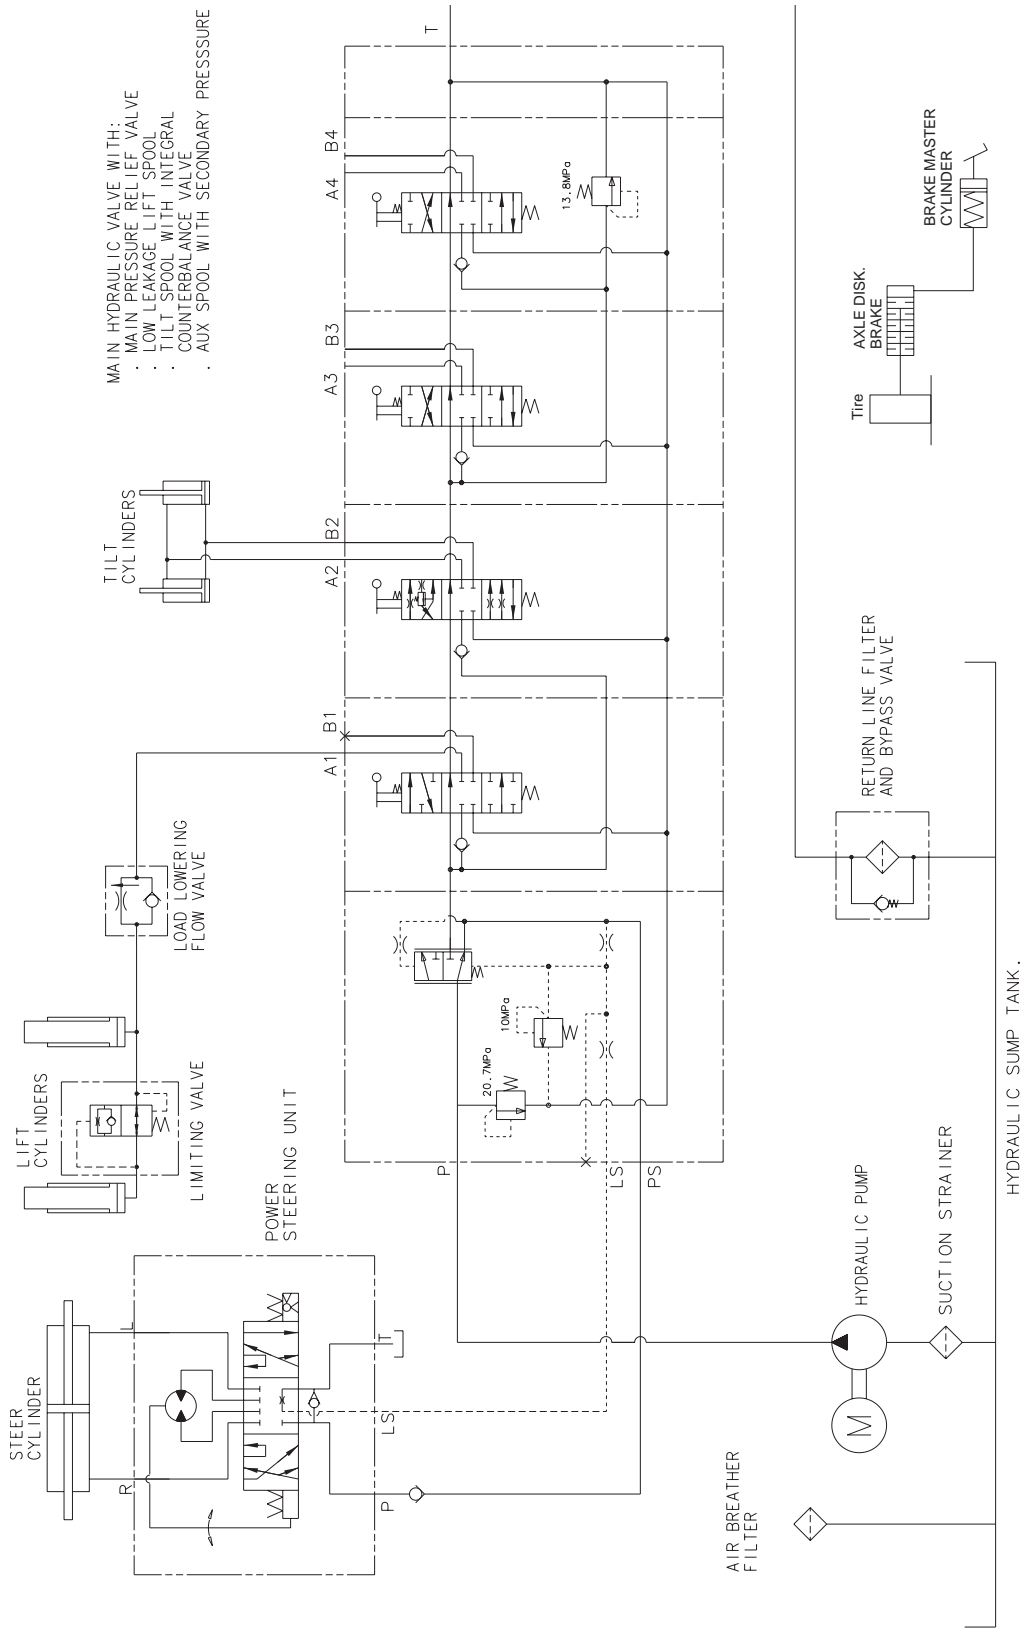 MAIN HYDRAULIC VALVE WITH:
. MAIN PRESSURE RELIEF VALVE
. LOW LEAKAGE LIFT SPOOL
. TILT SPOOL WITH INTEGRAL
COUNTERBALANCE VALVE
. AUX SPOOL WITH SECONDARY PRESSSURE
STEER
CYLINDER
LIFT
CYLINDERS
LIMITING VALVE
LOAD LOWERING
FLOW VALVE
TILT
CYLINDERS
POWER
STEERING UNIT
R
L
P
LS
T
P
LS
PS
20.7MPa
10MPa
A1
B1
A2
B2
A3
B3
A4
B4
13.8MPa
T
AIR BREATHER
FILTER
M
HYDRAULIC PUMP
SUCTION STRAINER
RETURN LINE FILTER
AND BYPASS VALVE
HYDRAULIC SUMP TANK.
Tire
AXLE DISK.
BRAKE
BRAKE MASTER
CYLINDER